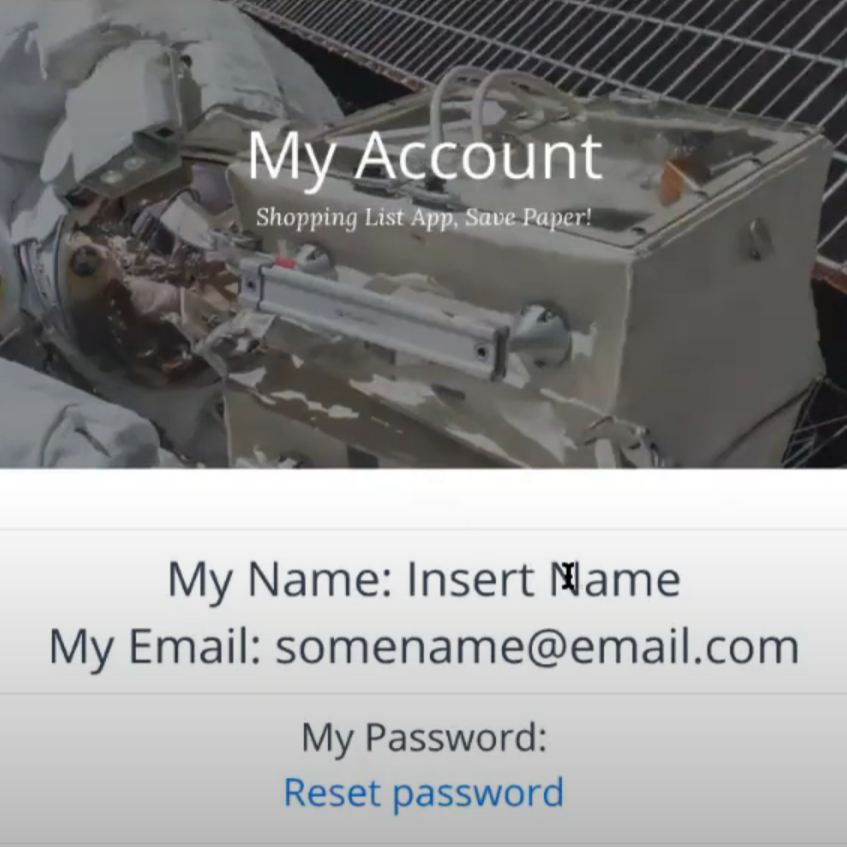 My Account
Shopping List App, Save Paper!
My Name: Insert Name
My Email: somename@email.com
My Password:
Reset password